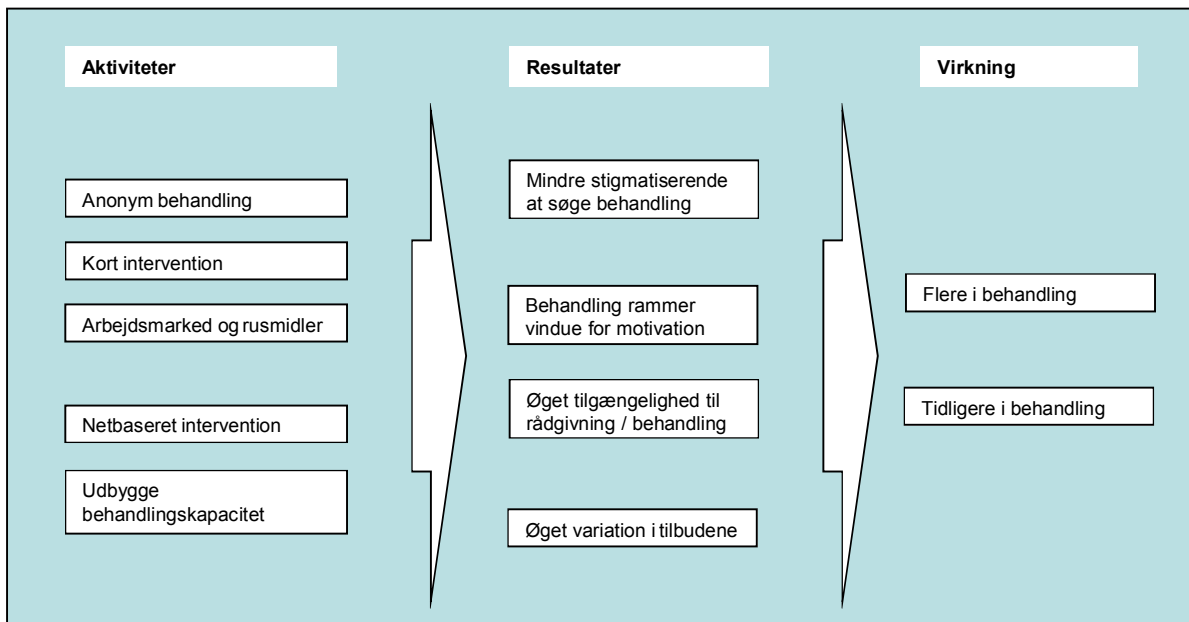 Aktiviteter
Anonym behandling
Kort intervention
Arbejdsmarked og rusmidler
Netbaseret intervention
Udbygge
behandlingskapacitet
Resultater
Mindre stigmatiserende
at søge behandling
Behandling rammer
vindue for motivation
Øget tilgængelighed til
rådgivning / behandling
Øget variation i tilbudene
Virkning
Flere i behandling
Tidligere i behandling